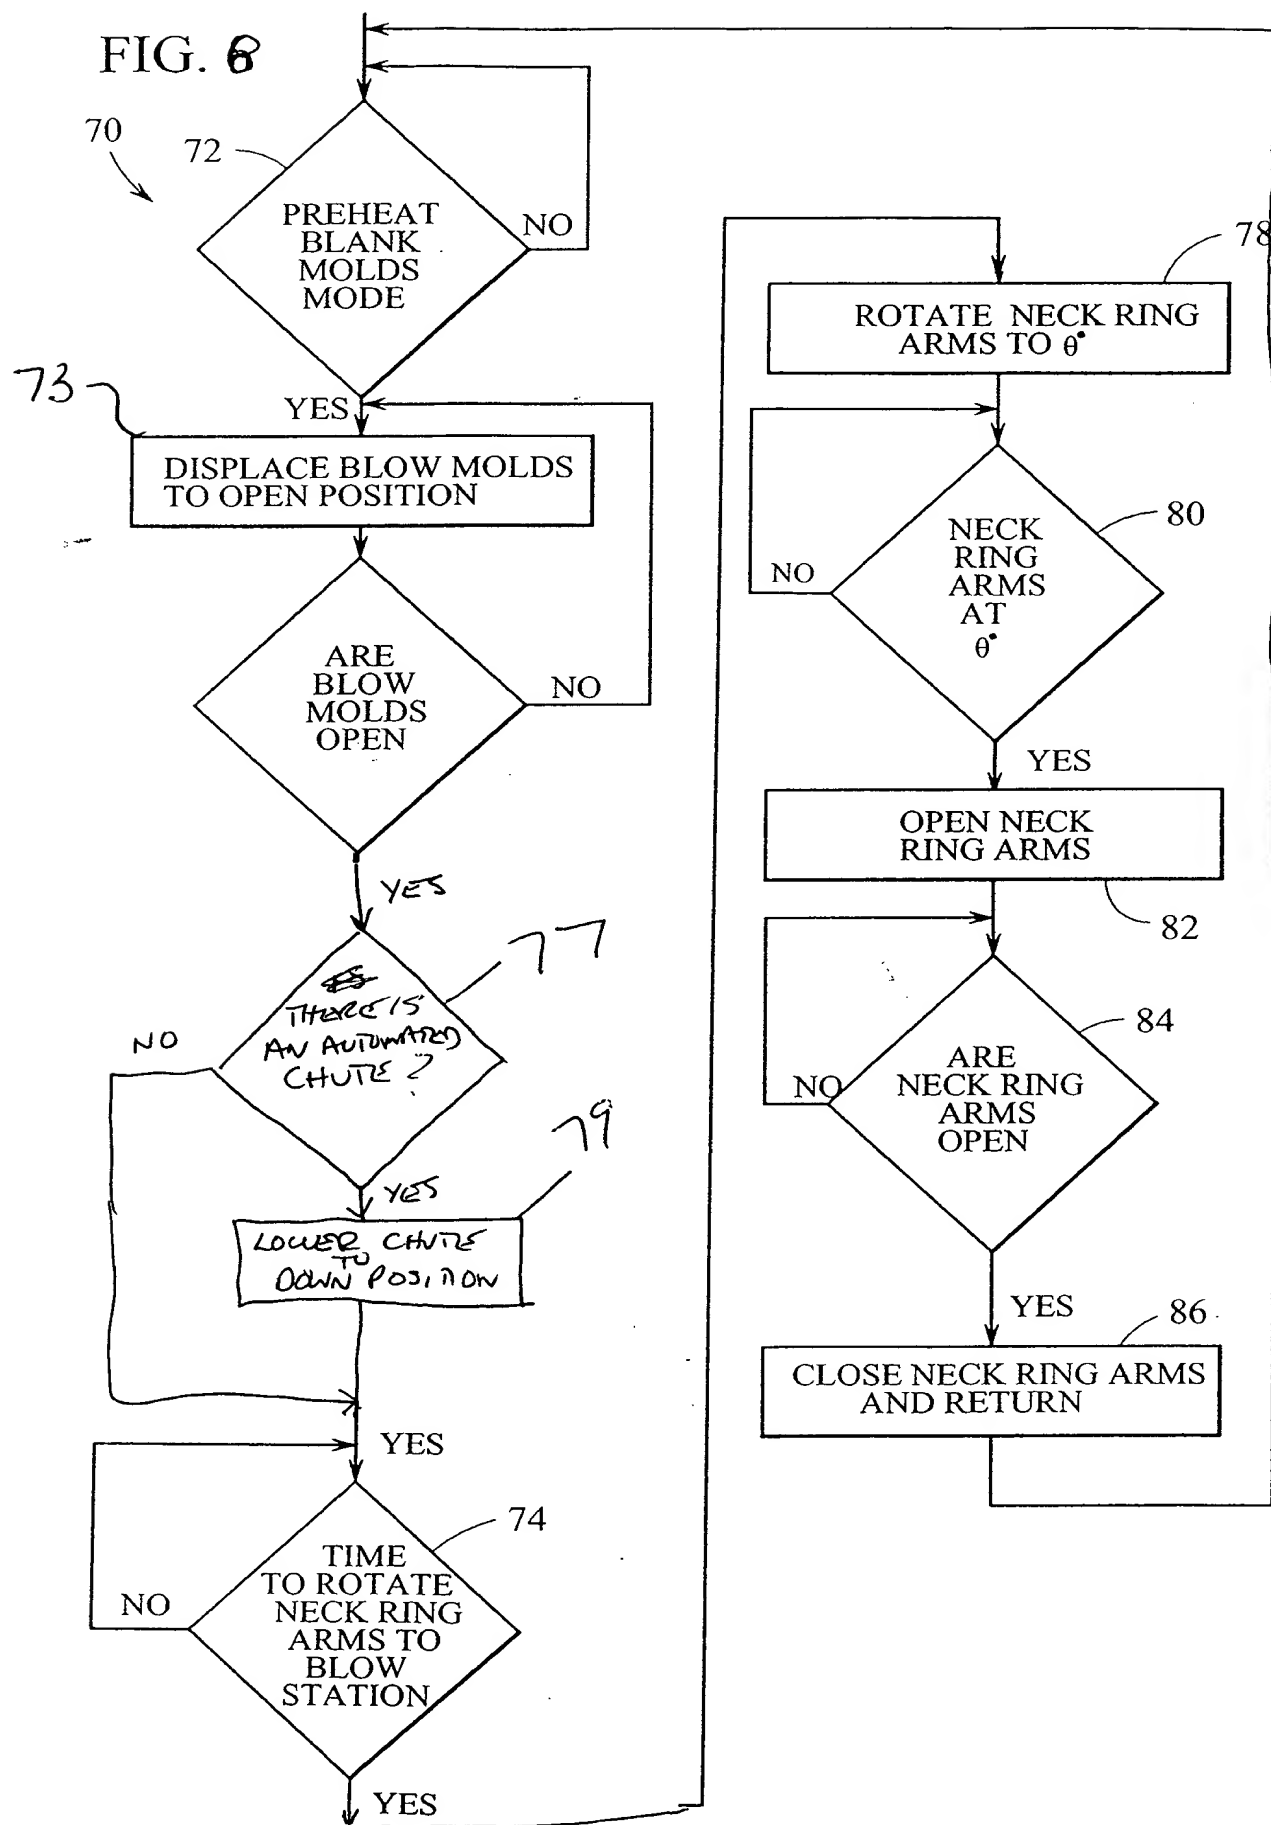 FIG. 8
70
72
PREHEAT
BLANK
MOLDS
MODE
NO
YES
73
DISPLACE BLOW MOLDS
TO OPEN POSITION
ARE
BLOW
MOLDS
OPEN
NO
YES
77
THERE IS
AN AUTOMATED
CHUTE?
NO
YES
79
LOWER CHUTE
TO
DOWN POSITION
YES
74
TIME
TO ROTATE
NECK RING
ARMS TO
BLOW
STATION
NO
YES
78
ROTATE NECK RING
ARMS TO θ°
80
NECK
RING
ARMS
AT
θ°
NO
YES
OPEN NECK
RING ARMS
82
84
ARE
NECK RING
ARMS
OPEN
NO
YES
86
CLOSE NECK RING ARMS
AND RETURN